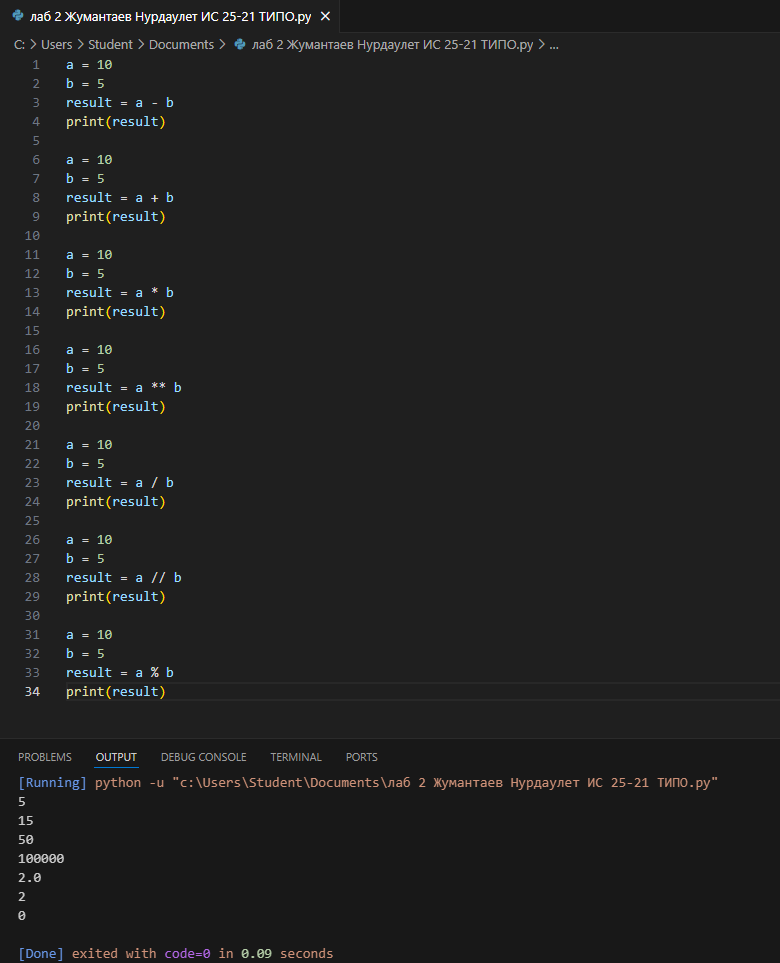 лаб 2 Жумантаев Нурдаулет ИС 25-21 ТИПО.py ×
C: > Users > Student > Documents > лаб 2 Жумантаев Нурдаулет ИС 25-21 ТИПО.py > ...
1 a = 10
2 b = 5
3 result = a - b
4 print(result)
5
6 a = 10
7 b = 5
8 result = a + b
9 print(result)
10
11 a = 10
12 b = 5
13 result = a * b
14 print(result)
15
16 a = 10
17 b = 5
18 result = a ** b
19 print(result)
20
21 a = 10
22 b = 5
23 result = a / b
24 print(result)
25
26 a = 10
27 b = 5
28 result = a // b
29 print(result)
30
31 a = 10
32 b = 5
33 result = a % b
34 print(result)
PROBLEMS OUTPUT DEBUG CONSOLE TERMINAL PORTS
[Running] python -u "c:\Users\Student\Documents\лаб 2 Жумантаев Нурдаулет ИС 25-21 ТИПО.py"
5
15
50
100000
2.0
2
0
[Done] exited with code=0 in 0.09 seconds